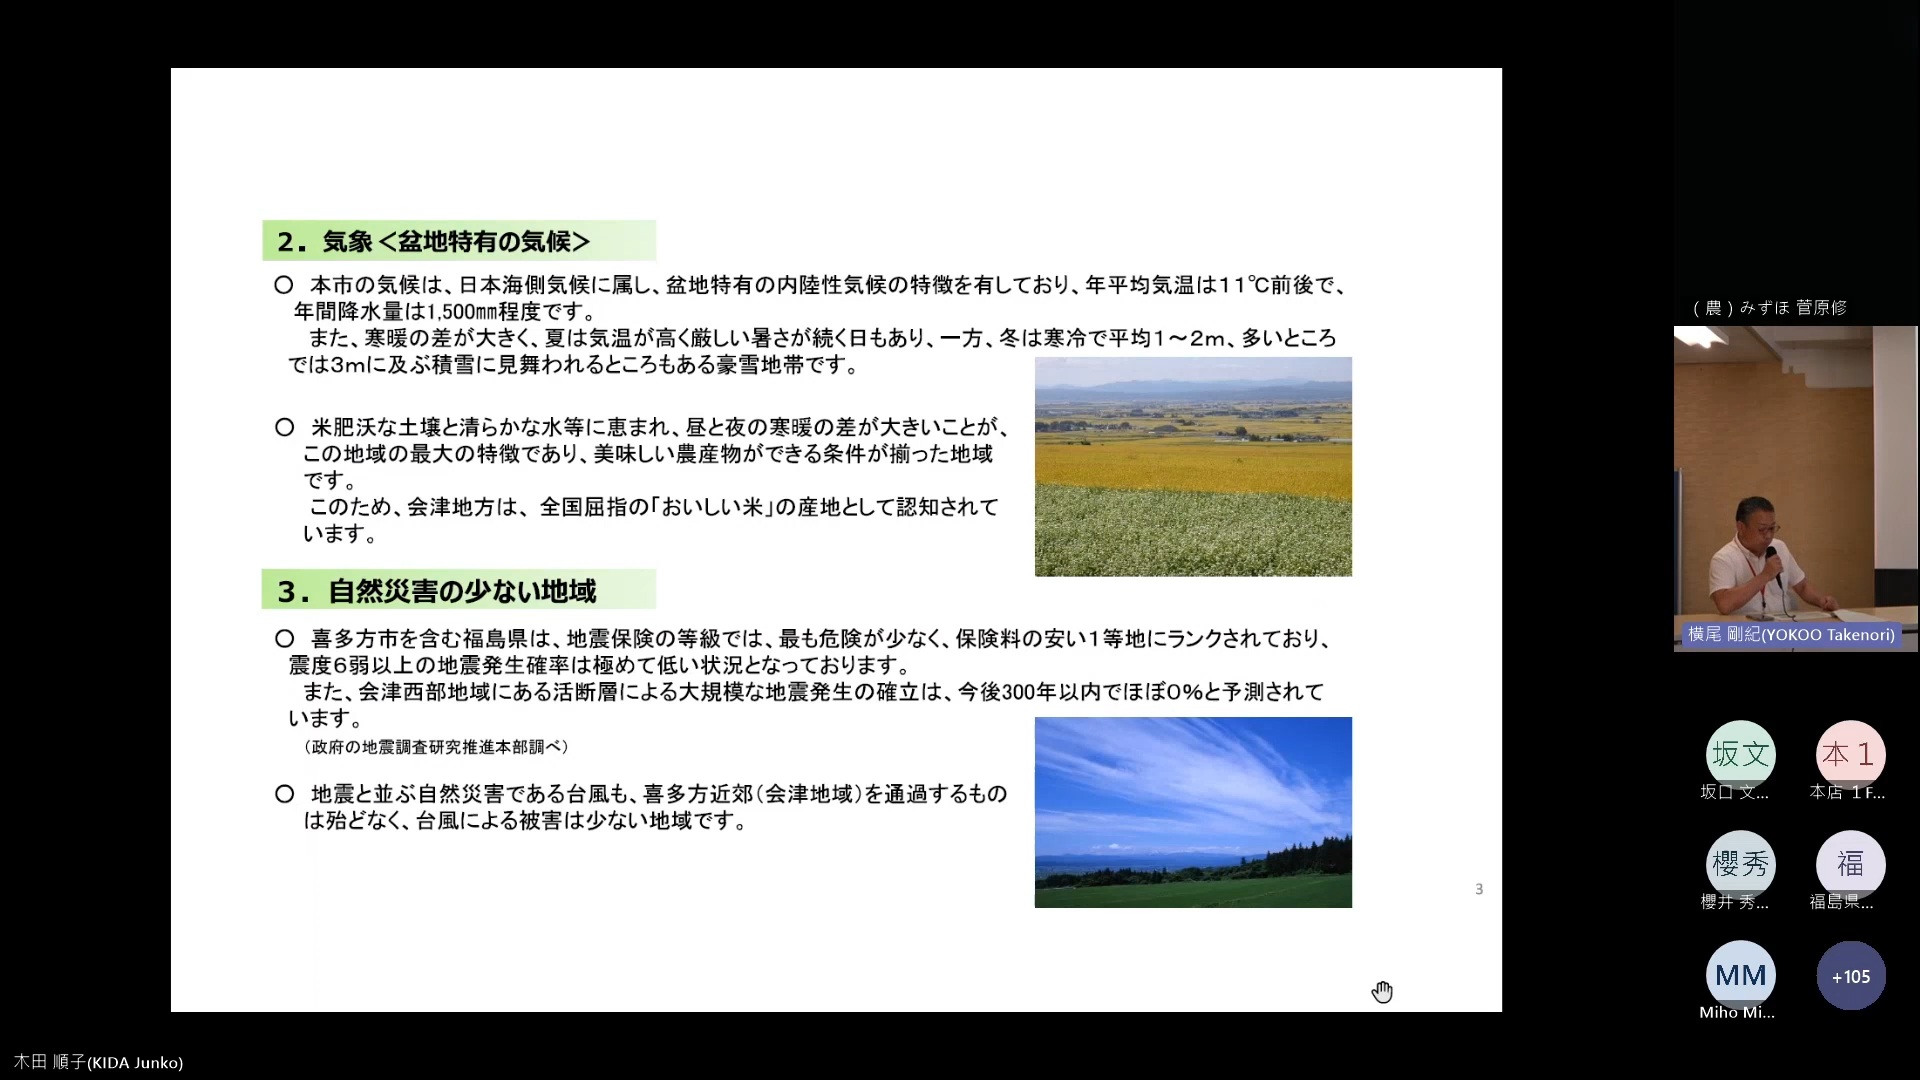 ２．気象＜盆地特有の気候＞
〇　本市の気候は、日本海側気候に属し、盆地特有の内陸性気候の特徴を有しており、年平均気温は１１℃前後で、
年間降水量は1,500㎜程度です。
また、寒暖の差が大きく、夏は気温が高く厳しい暑さが続く日もあり、一方、冬は寒冷で平均１～２ｍ、多いところ
では３ｍに及ぶ積雪に見舞われるところもある豪雪地帯です。
〇　米肥沃な土壌と清らかな水等に恵まれ、昼と夜の寒暖の差が大きいことが、
この地域の最大の特徴であり、美味しい農産物ができる条件が揃った地域
です。
このため、会津地方は、全国屈指の「おいしい米」の産地として認知されて
います。
３．自然災害の少ない地域
〇　喜多方市を含む福島県は、地震保険の等級では、最も危険が少なく、保険料の安い１等地にランクされており、
震度６弱以上の地震発生確率は極めて低い状況となっております。
また、会津西部地域にある活断層による大規模な地震発生の確立は、今後300年以内でほぼ０％と予測されて
います。
（政府の地震調査研究推進本部調べ）
〇　地震と並ぶ自然災害である台風も、喜多方近郊（会津地域）を通過するもの
は殆どなく、台風による被害は少ない地域です。
3
（農）みずほ 菅原修
横尾 剛紀(YOKOO Takenori)
坂文
本１
坂口 文...
本店 １F...
櫻秀
福
櫻井 秀...
福島県...
MM
+105
Miho Mi...
木田 順子(KIDA Junko)